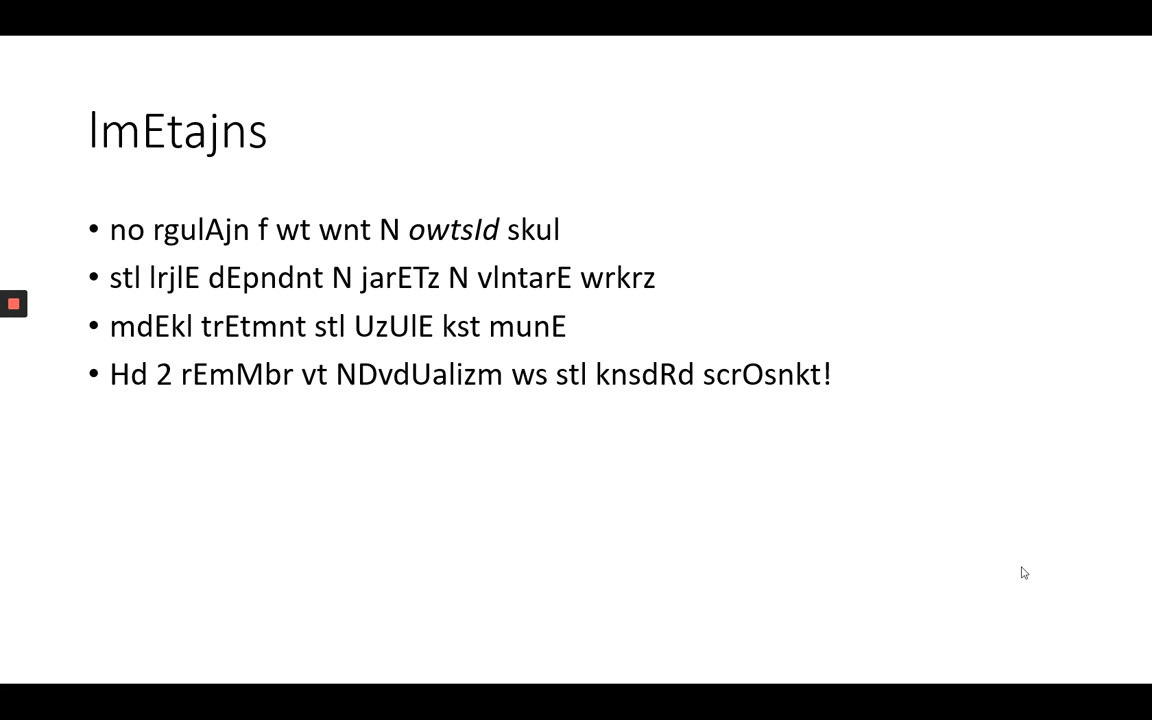 lmEtajns
• no rgulAjn f wt wnt N owtsId skul
• stl lrjlE dEpndnt N jarETz N vlntarE wrkrz
• mdEkl trEtmnt stl UzUlE kst munE
• Hd 2 rEmMbr vt NDvdUalizm ws stl knsdRd scrOsnkt!